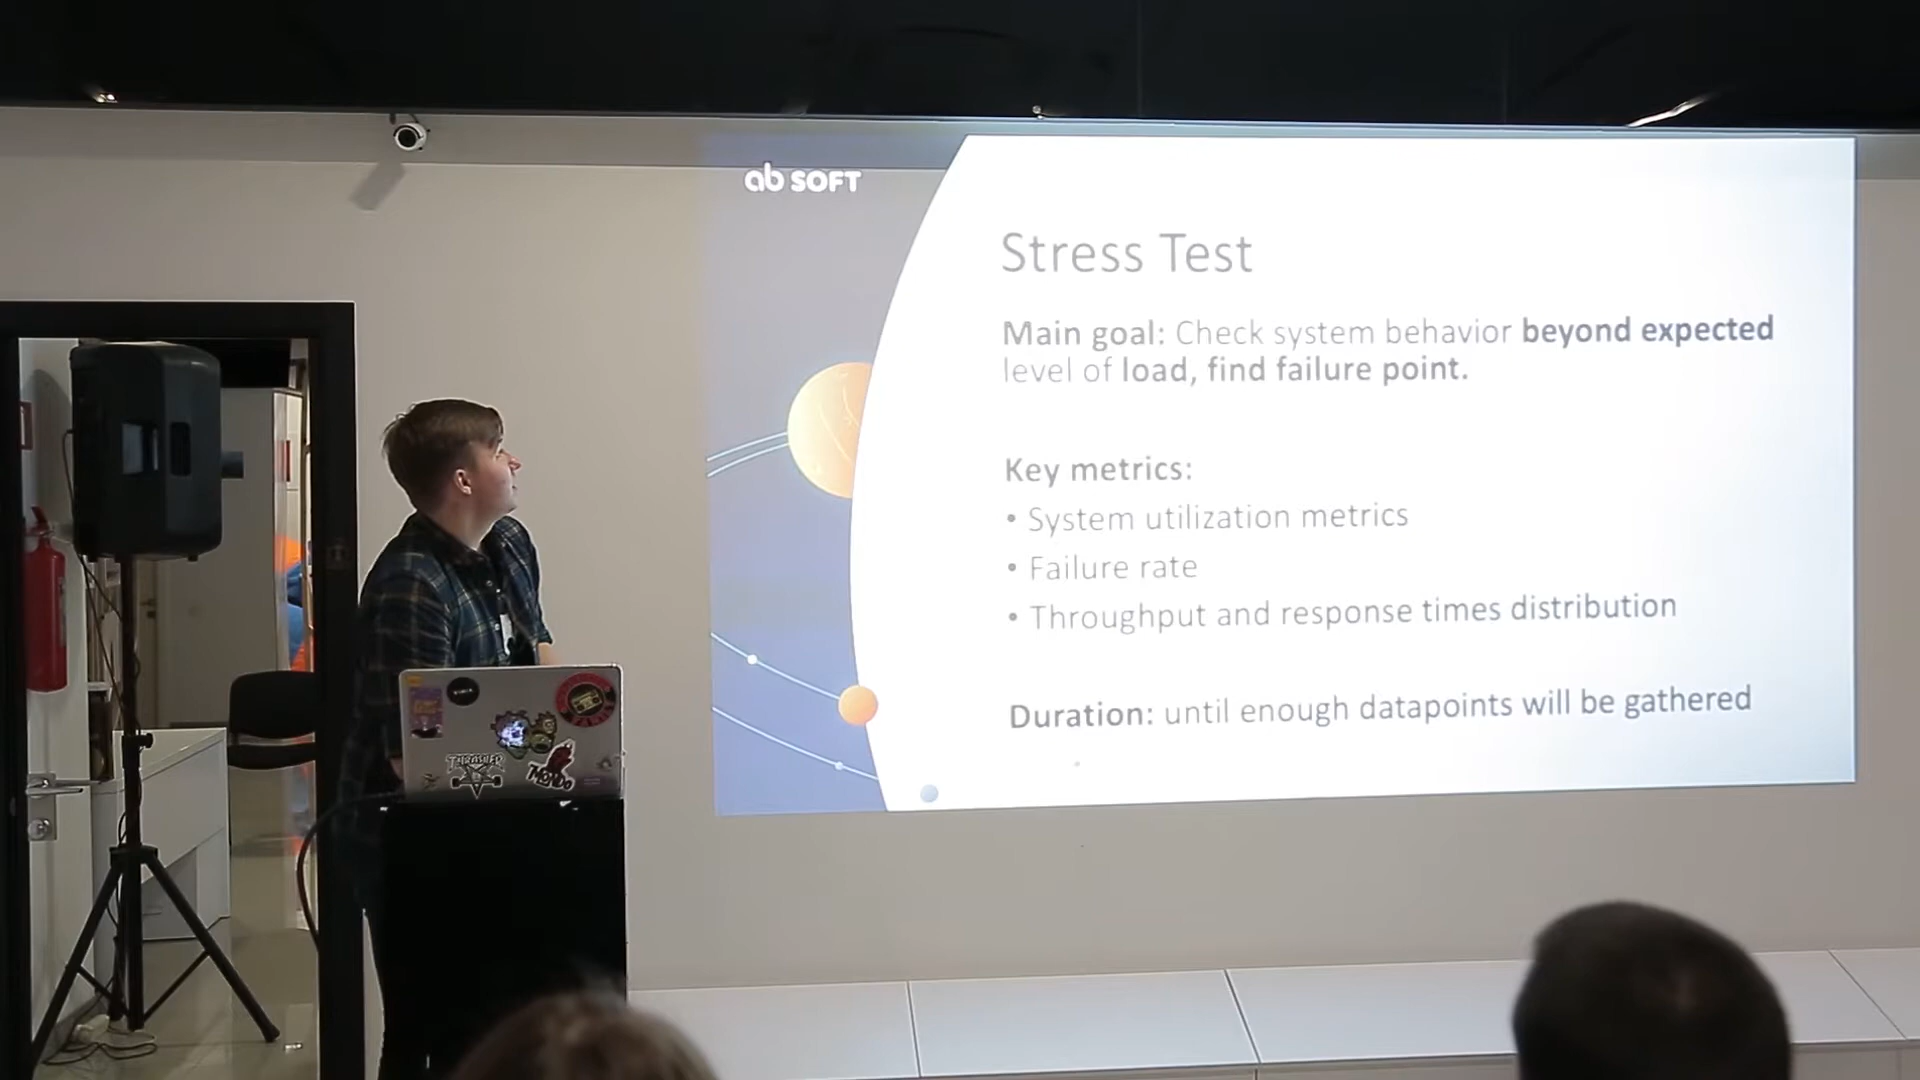 ab SOFT
Stress Test
Main goal: Check system behavior beyond expected
level of load, find failure point.
Key metrics:
• System utilization metrics
• Failure rate
• Throughput and response times distribution
Duration: until enough datapoints will be gathered
THRASHER
TMONDO